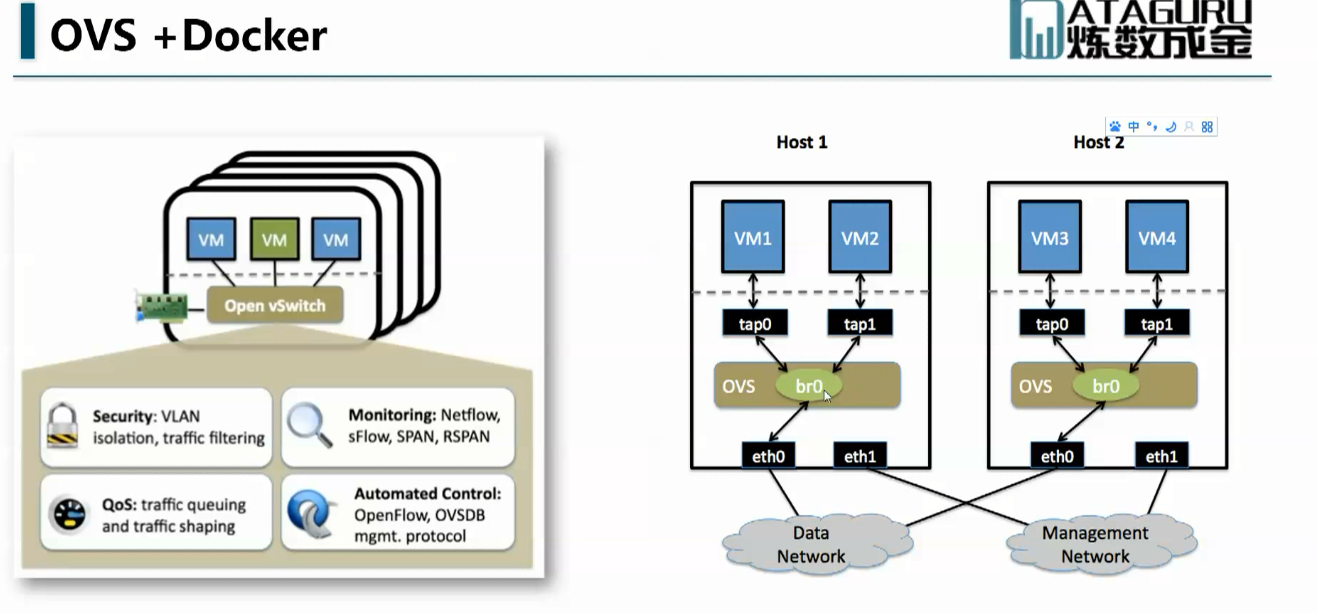 OVS +Docker
ATAGURU
炼数成金
中
VM
VM
VM
Open vSwitch
Security: VLAN
isolation, traffic filtering
Monitoring: Netflow,
sFlow, SPAN, RSPAN
QoS: traffic queuing
and traffic shaping
Automated Control:
OpenFlow, OVSDB
mgmt. protocol
Host 1
VM1
VM2
tap0
tap1
OVS
br0
eth0
eth1
Host 2
VM3
VM4
tap0
tap1
OVS
br0
eth0
eth1
Data
Network
Management
Network